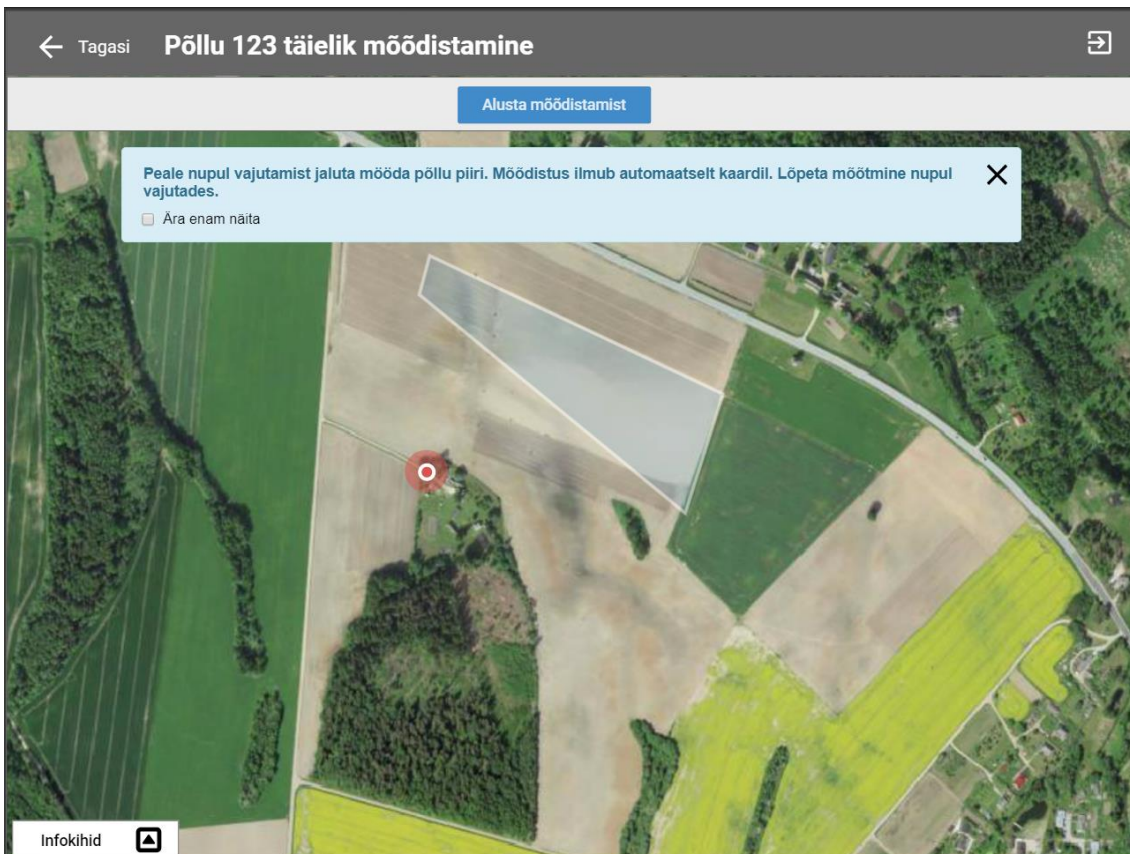 Tagasi Põllu 123 täielik mõõdistamine
Alusta mõõdistamist
Peale nupul vajutamist jaluta mööda põllu piiri. Mõõdistus ilmub automaatselt kaardil. Lõpeta mõõtmine nupul
vajutades.
Ära enam näita
Infokihid